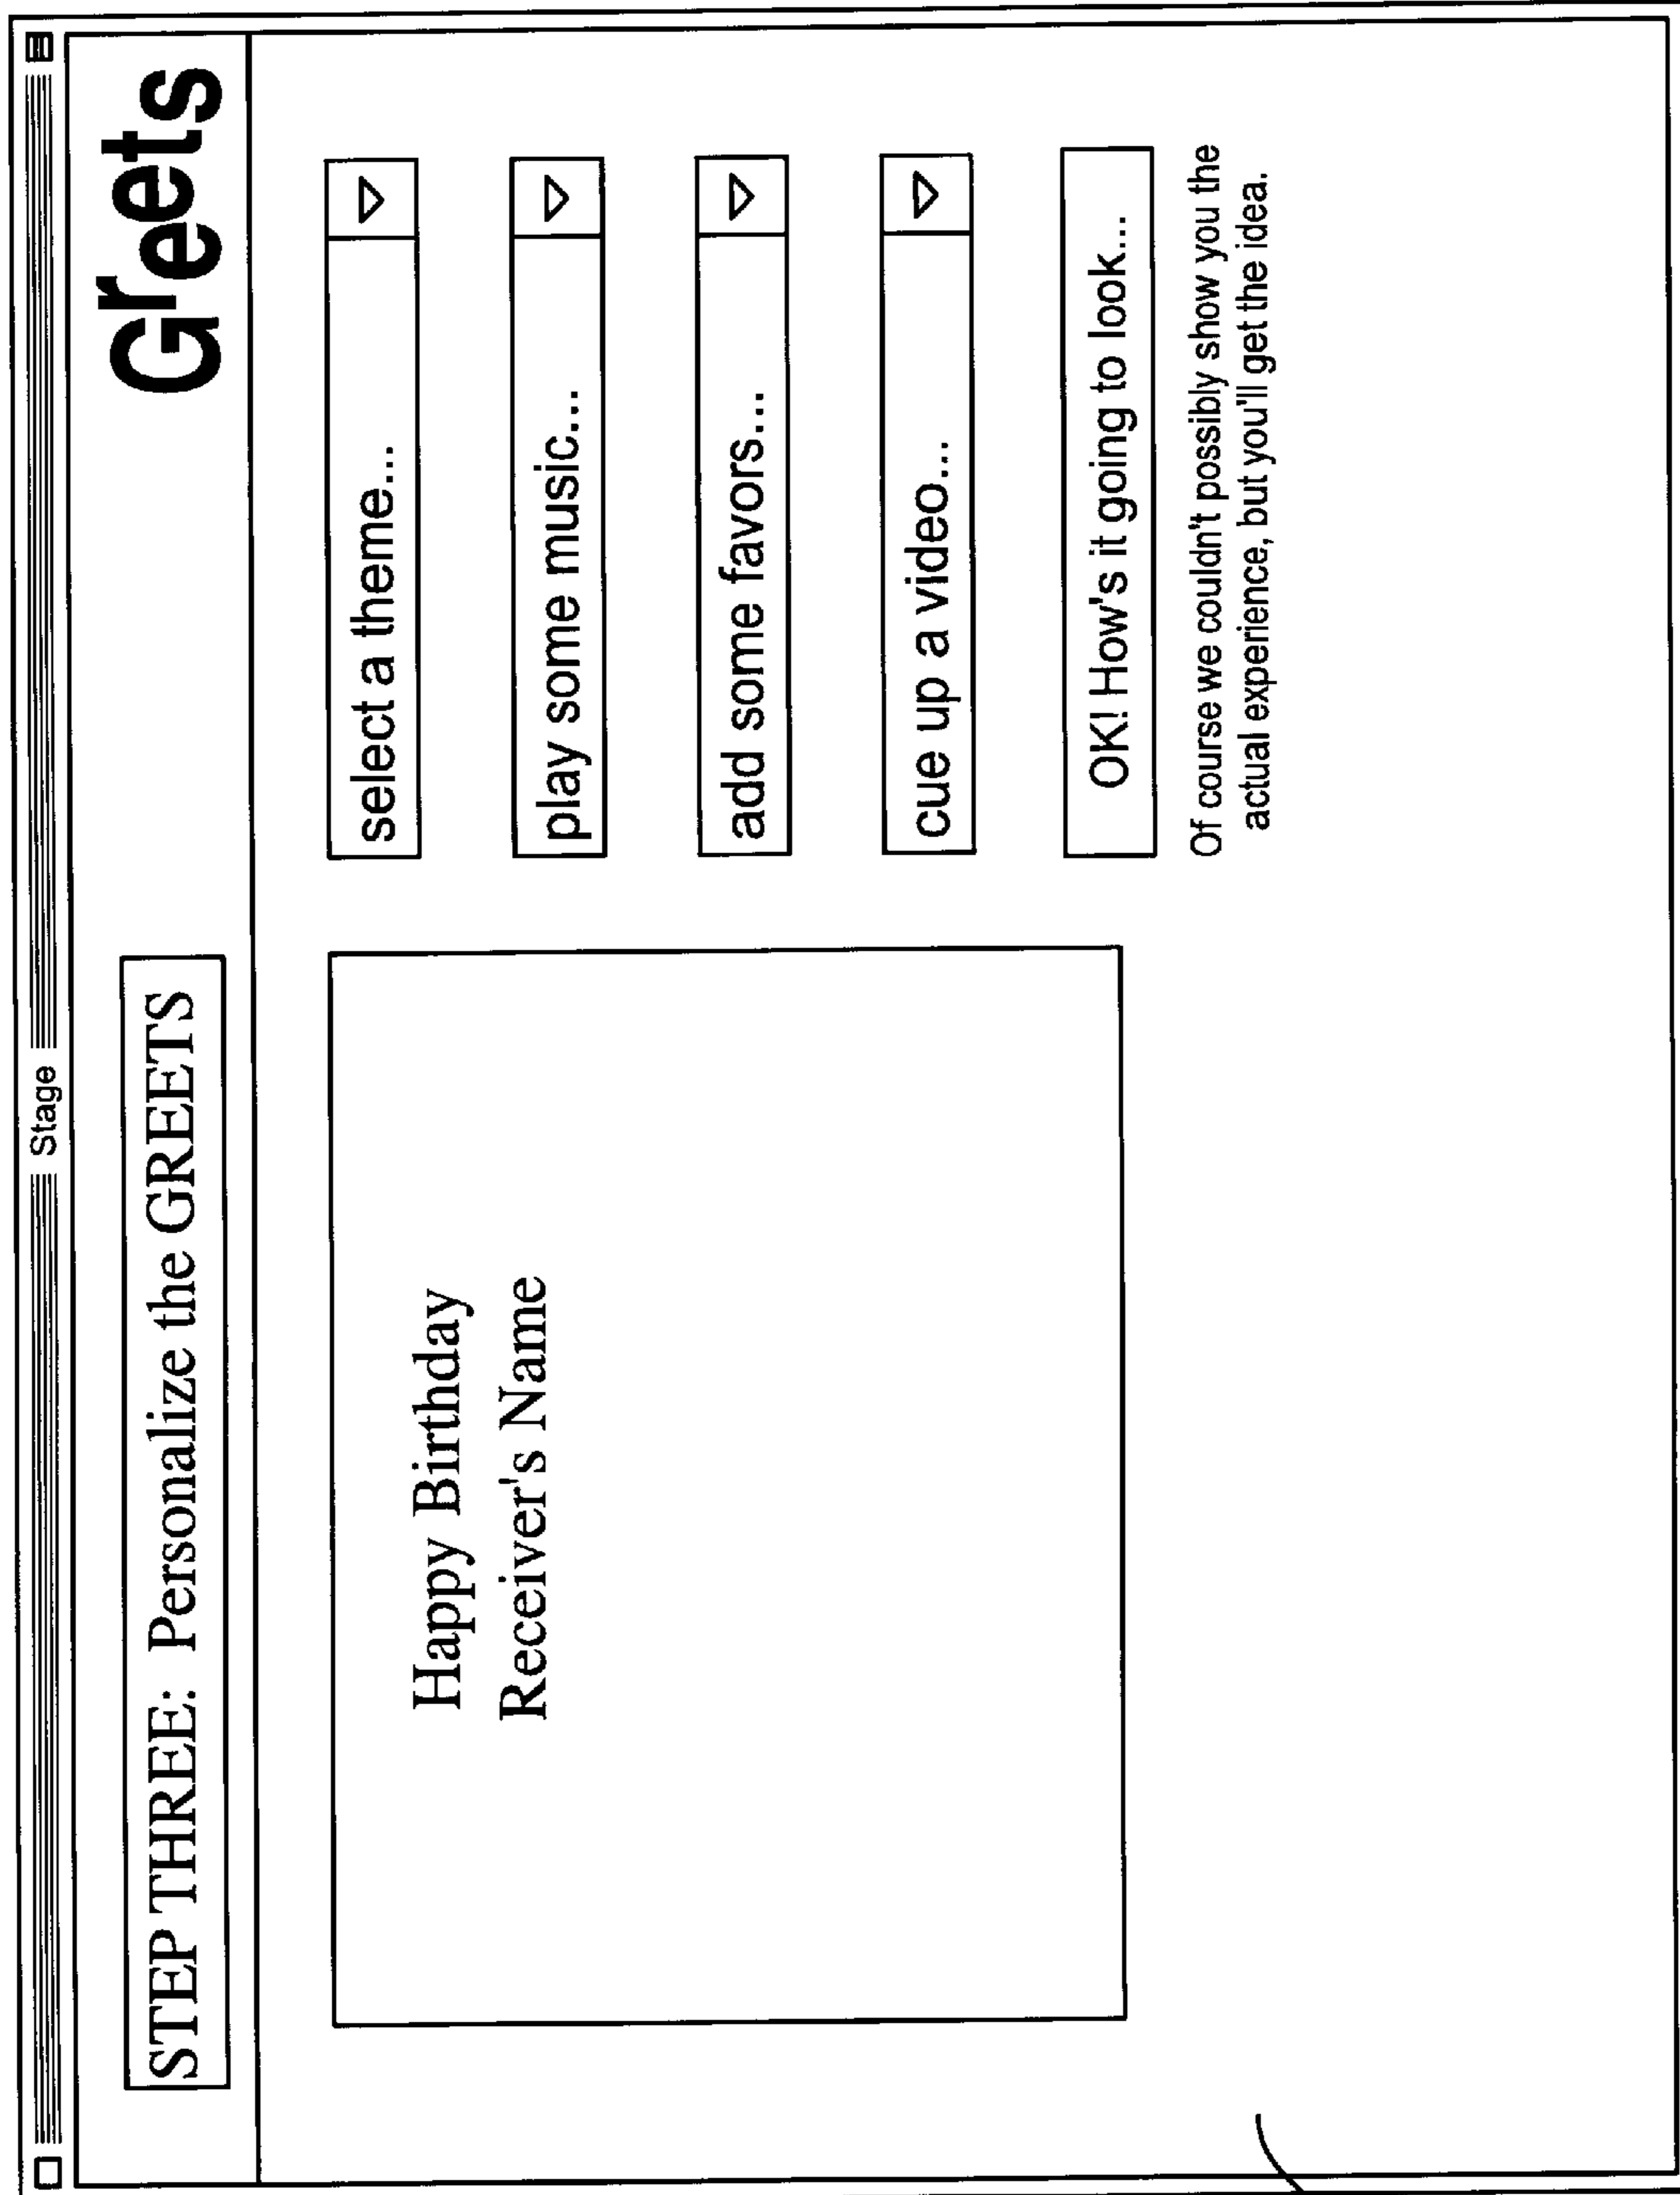 Stage
STEP THREE: Personalize the GREETS
Greets
Happy Birthday
Receiver's Name
select a theme...
play some music...
add some favors...
cue up a video...
OK! How's it going to look...
Of course we couldn't possibly show you the
actual experience, but you'll get the idea.